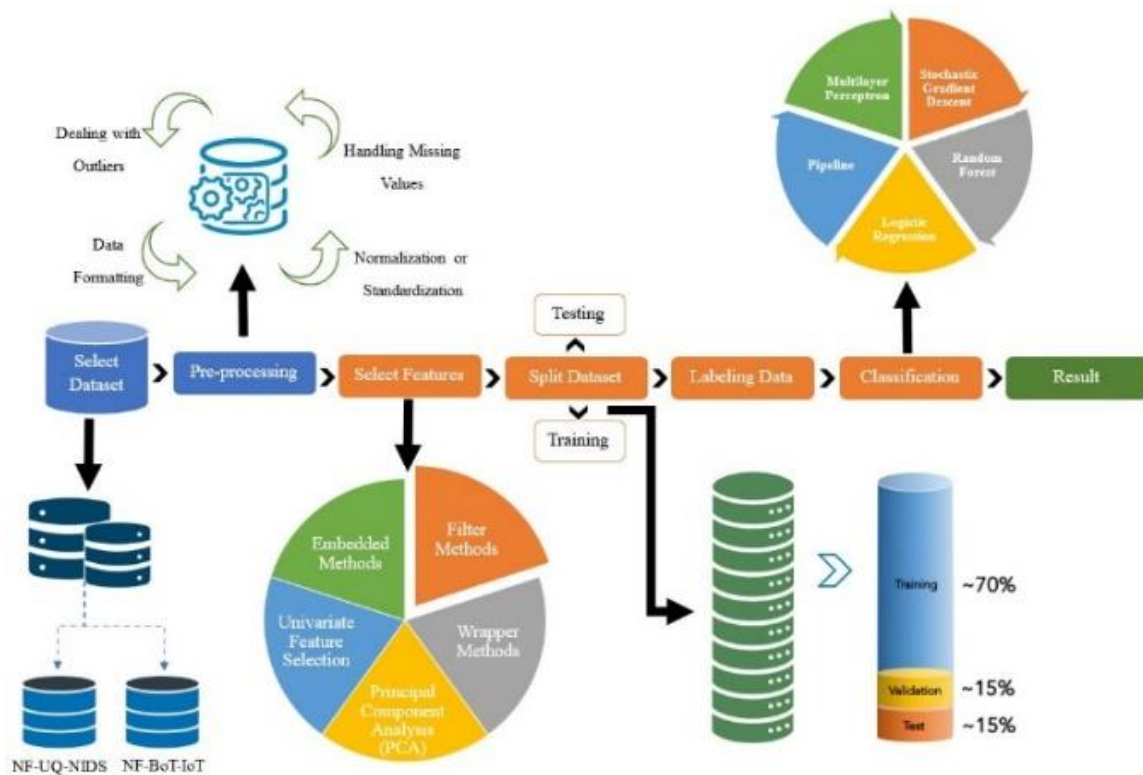 Multilayer
Perceptron
Stochastic
Gradient
Descent
Pipeline
Random
Forest
Logistic
Regression
Dealing with
Outliers
Handling Missing
Values
Data
Formatting
Normalization or
Standardization
Testing
Select
Dataset
Pre-processing
Select Features
Split Dataset
Labeling Data
Classification
Result
Training
Embedded
Methods
Filter
Methods
Univariate
Feature
Selection
Wrapper
Methods
Principal
Component
Analysis
(PCA)
Training
~70%
Validation
~15%
Test
~15%
NF-UQ-NIDS
NF-BoT-IoT